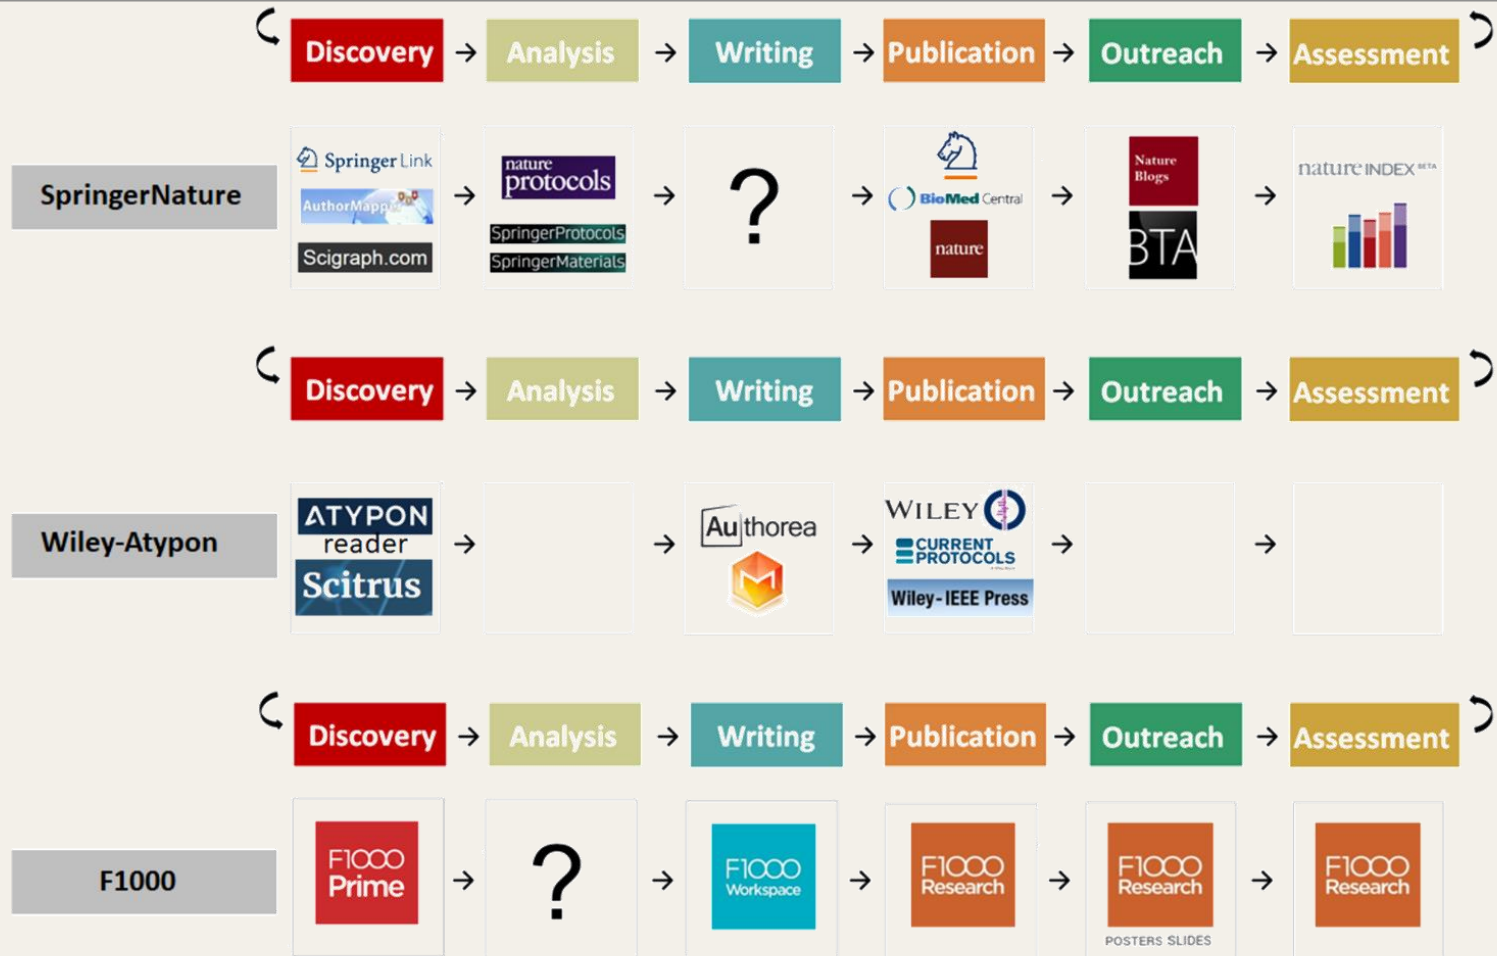 Discovery → Analysis → Writing → Publication → Outreach → Assessment
SpringerNature
Springer Link
AuthorMapper
Scigraph.com
nature
protocols
SpringerProtocols
SpringerMaterials
?
BioMed Central
nature
Nature
Blogs
BTA
nature INDEX BETA
Discovery → Analysis → Writing → Publication → Outreach → Assessment
Wiley-Atypon
ATYPON
reader
Scitrus
Authorea
M
WILEY
CURRENT
PROTOCOLS
Wiley-IEEE Press
Discovery → Analysis → Writing → Publication → Outreach → Assessment
F1000
F1000
Prime
?
F1000
Workspace
F1000
Research
F1000
Research
POSTERS SLIDES
F1000
Research